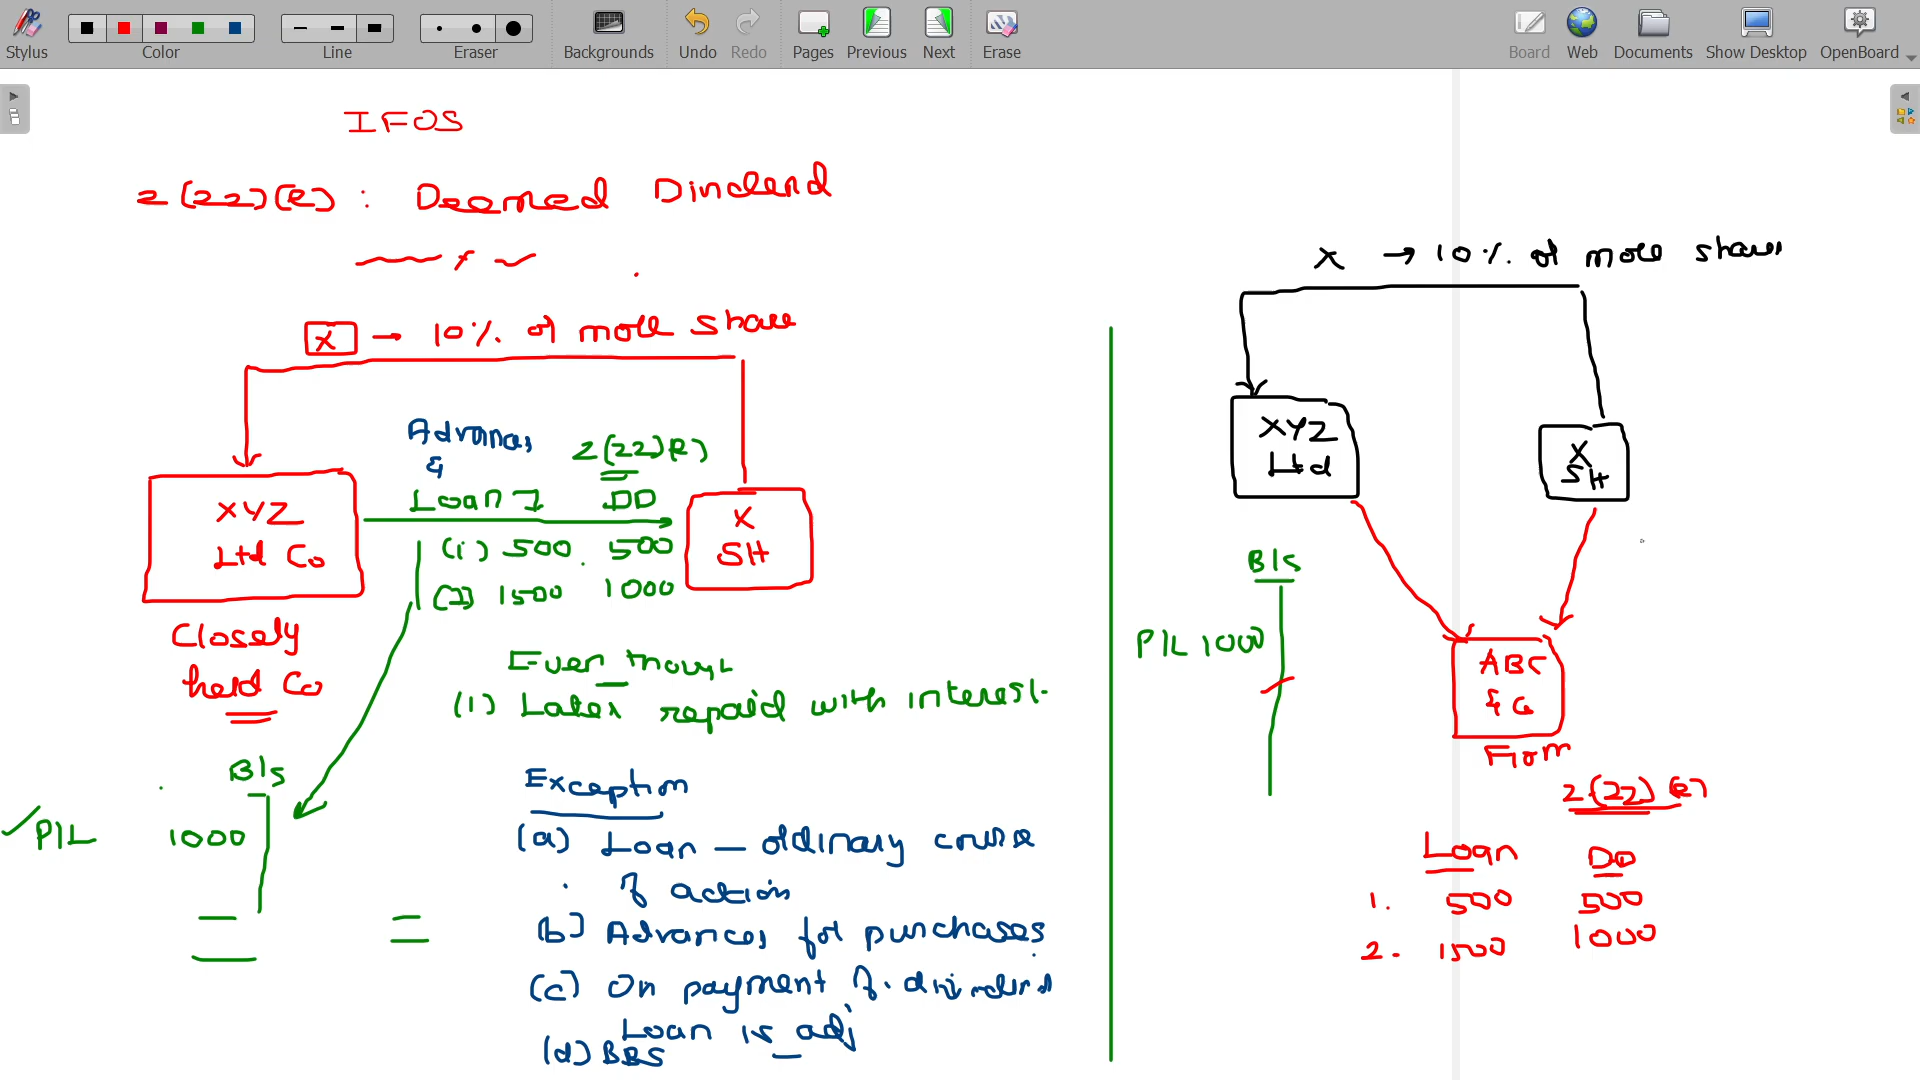 Stylus
Color
Line
Eraser
Backgrounds
Undo
Redo
Pages
Previous
Next
Erase
Board
Web
Documents
Show Desktop
OpenBoard
IFOS
2(22)(e) : Deemed Dividend
X → 10% or more share
Advances
&
Loan
2(22)(e)
DD
XYZ
Ltd Co
(1) 500 500
(2) 1500 1000
X
SH
Closely
held Co
Even though
(1) Later repaid with interest
B/s
P/L 1000
Exception
(a) Loan — ordinary course
of action
(b) Advances for purchases
(c) On payment of dividend
Loan is adj
(d) BBS
X → 10% or more shares
XYZ
Ltd
X
SH
B/s
P/L 1000
ABC
& Co
Firm
2(22)(e)
Loan DD
1. 500 500
2. 1500 1000